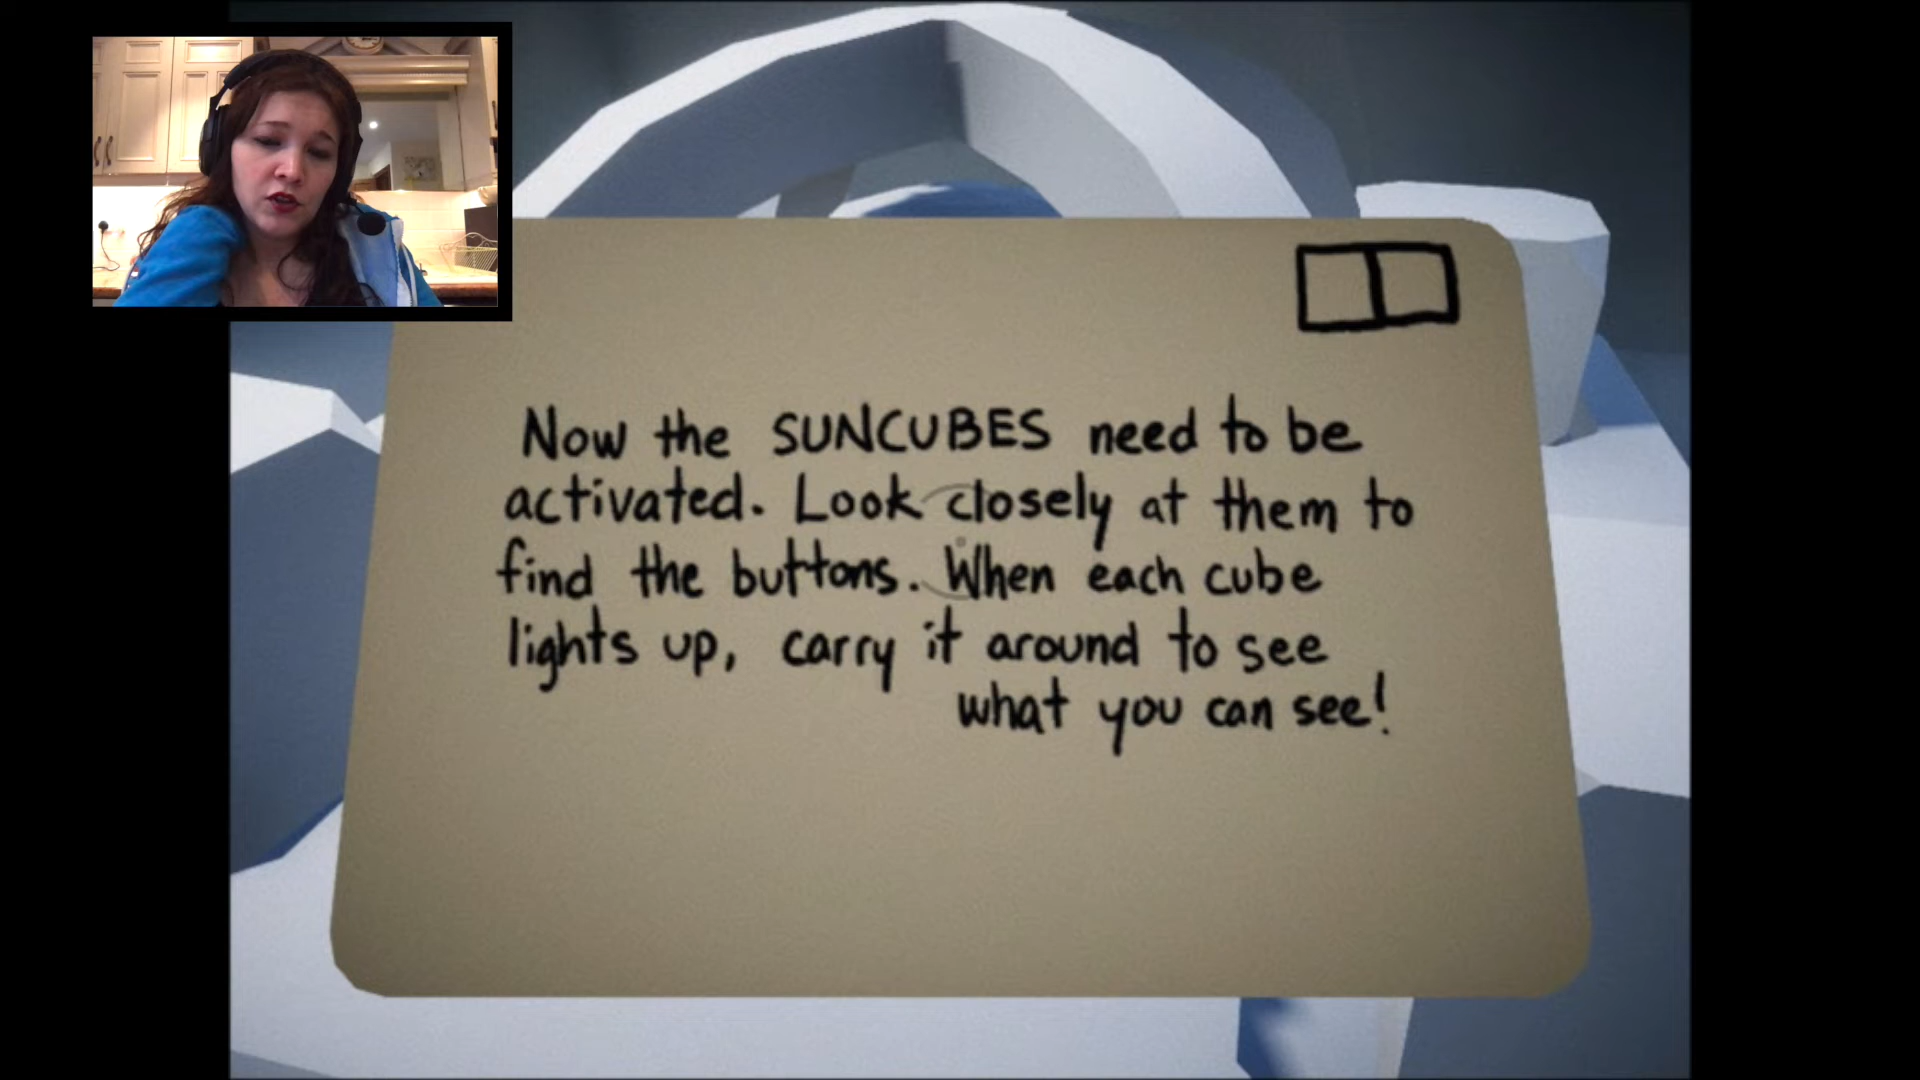 Now the SUNCUBES need to be
activated. Look closely at them to
find the buttons. When each cube
lights up, carry it around to see
what you can see!